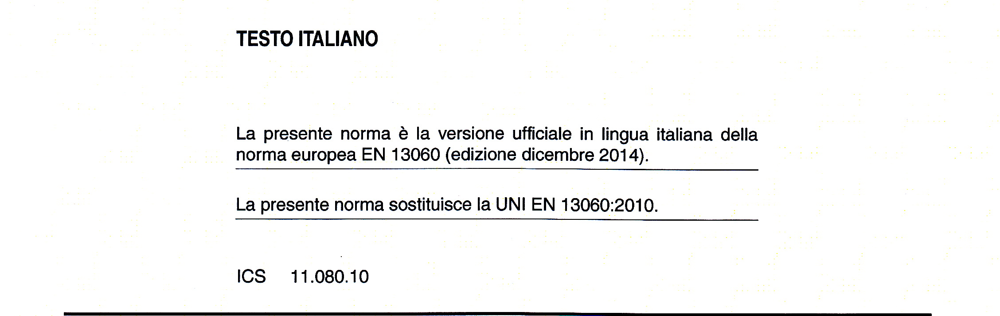 TESTO ITALIANO
La presente norma è la versione ufficiale in lingua italiana della
norma europea EN 13060 (edizione dicembre 2014).
La presente norma sostituisce la UNI EN 13060:2010.
ICS 11.080.10